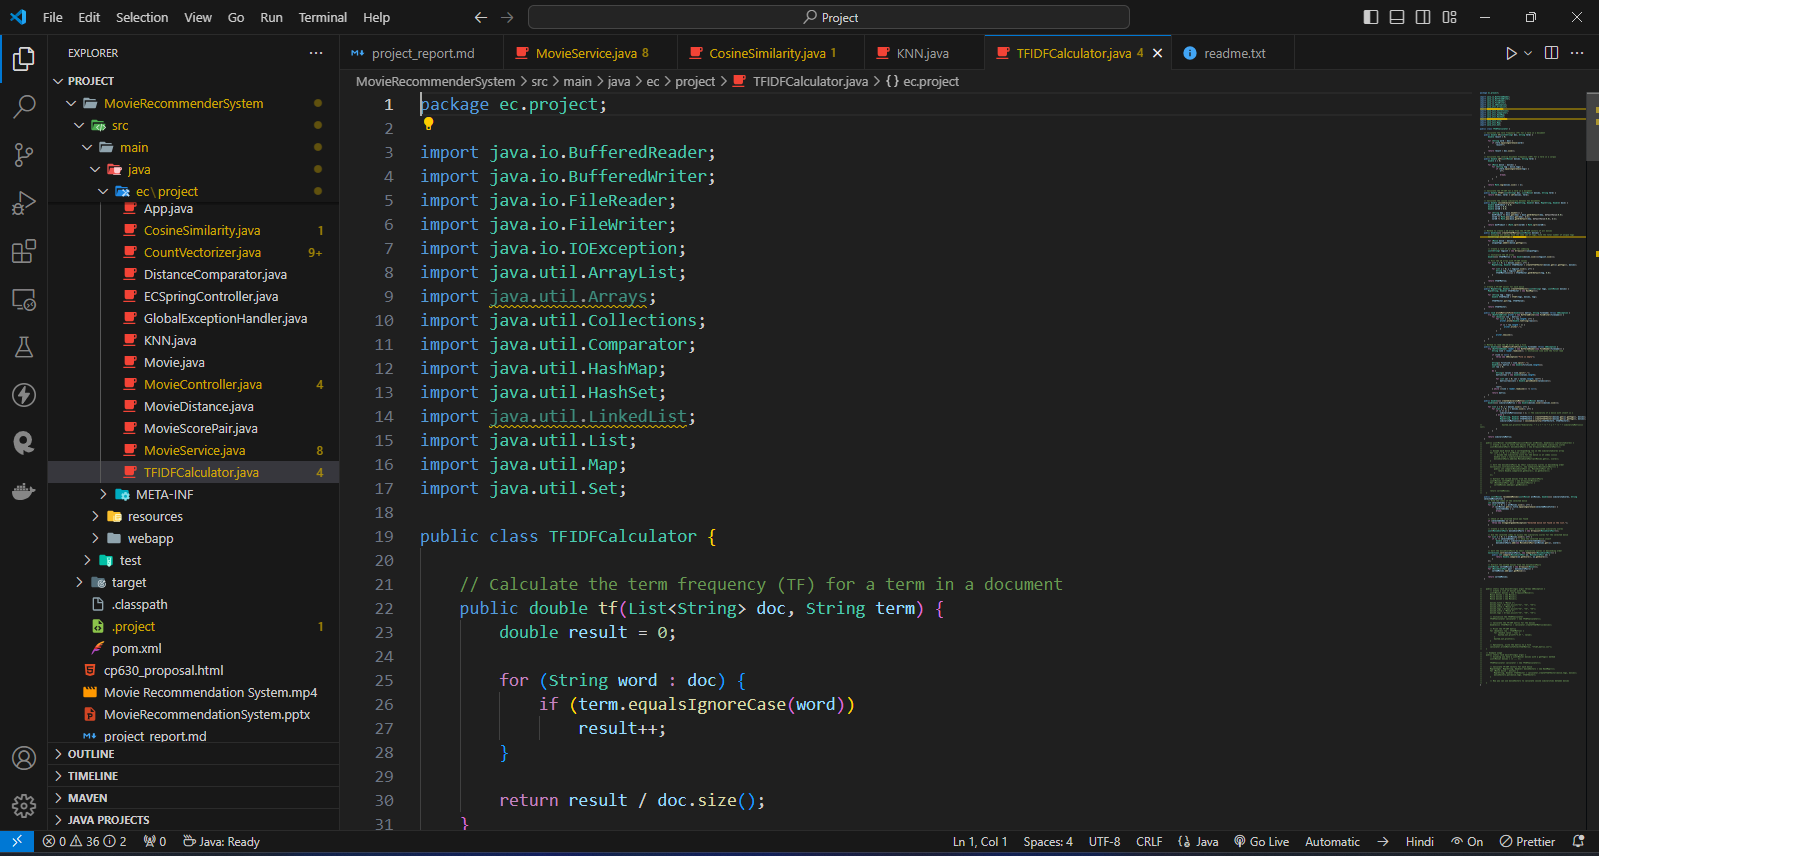 File Edit Selection View Go Run Terminal Help
Project
EXPLORER
PROJECT
MovieRecommenderSystem
src
main
java
ec\project
App.java
CosineSimilarity.java 1
CountVectorizer.java 9+
DistanceComparator.java
ECSpringController.java
GlobalExceptionHandler.java
KNN.java
Movie.java
MovieController.java 4
MovieDistance.java
MovieScorePair.java
MovieService.java 8
TFIDFCalculator.java 4
META-INF
resources
webapp
test
target
.classpath
.project 1
pom.xml
cp630_proposal.html
Movie Recommendation System.mp4
MovieRecommendationSystem.pptx
project_report.md
OUTLINE
TIMELINE
MAVEN
JAVA PROJECTS
project_report.md MovieService.java 8 CosineSimilarity.java 1 KNN.java TFIDFCalculator.java 4 readme.txt
MovieRecommenderSystem > src > main > java > ec > project > TFIDFCalculator.java > {} ec.project
1 package ec.project;
2
3 import java.io.BufferedReader;
4 import java.io.BufferedWriter;
5 import java.io.FileReader;
6 import java.io.FileWriter;
7 import java.io.IOException;
8 import java.util.ArrayList;
9 import java.util.Arrays;
10 import java.util.Collections;
11 import java.util.Comparator;
12 import java.util.HashMap;
13 import java.util.HashSet;
14 import java.util.LinkedList;
15 import java.util.List;
16 import java.util.Map;
17 import java.util.Set;
18
19 public class TFIDFCalculator {
20
21 // Calculate the term frequency (TF) for a term in a document
22 public double tf(List<String> doc, String term) {
23 double result = 0;
24
25 for (String word : doc) {
26 if (term.equalsIgnoreCase(word))
27 result++;
28 }
29
30 return result / doc.size();
31 }
0 36 2 0 Java: Ready
Ln 1, Col 1 Spaces: 4 UTF-8 CRLF {} Java Go Live Automatic → Hindi On Prettier